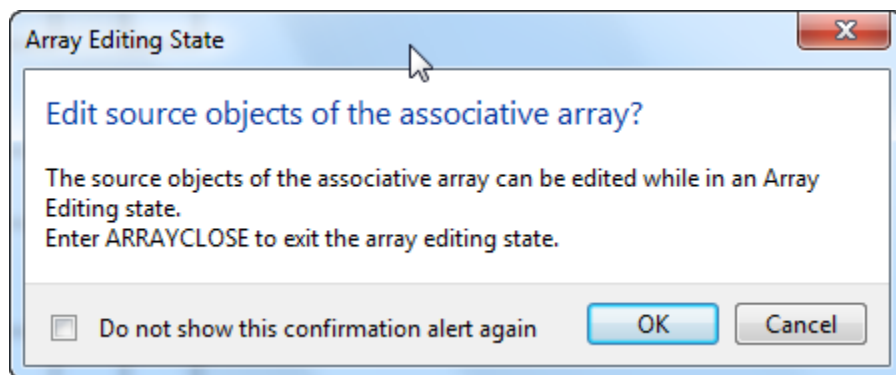 Array Editing State
Edit source objects of the associative array?
The source objects of the associative array can be edited while in an Array
Editing state.
Enter ARRAYCLOSE to exit the array editing state.
Do not show this confirmation alert again
OK
Cancel